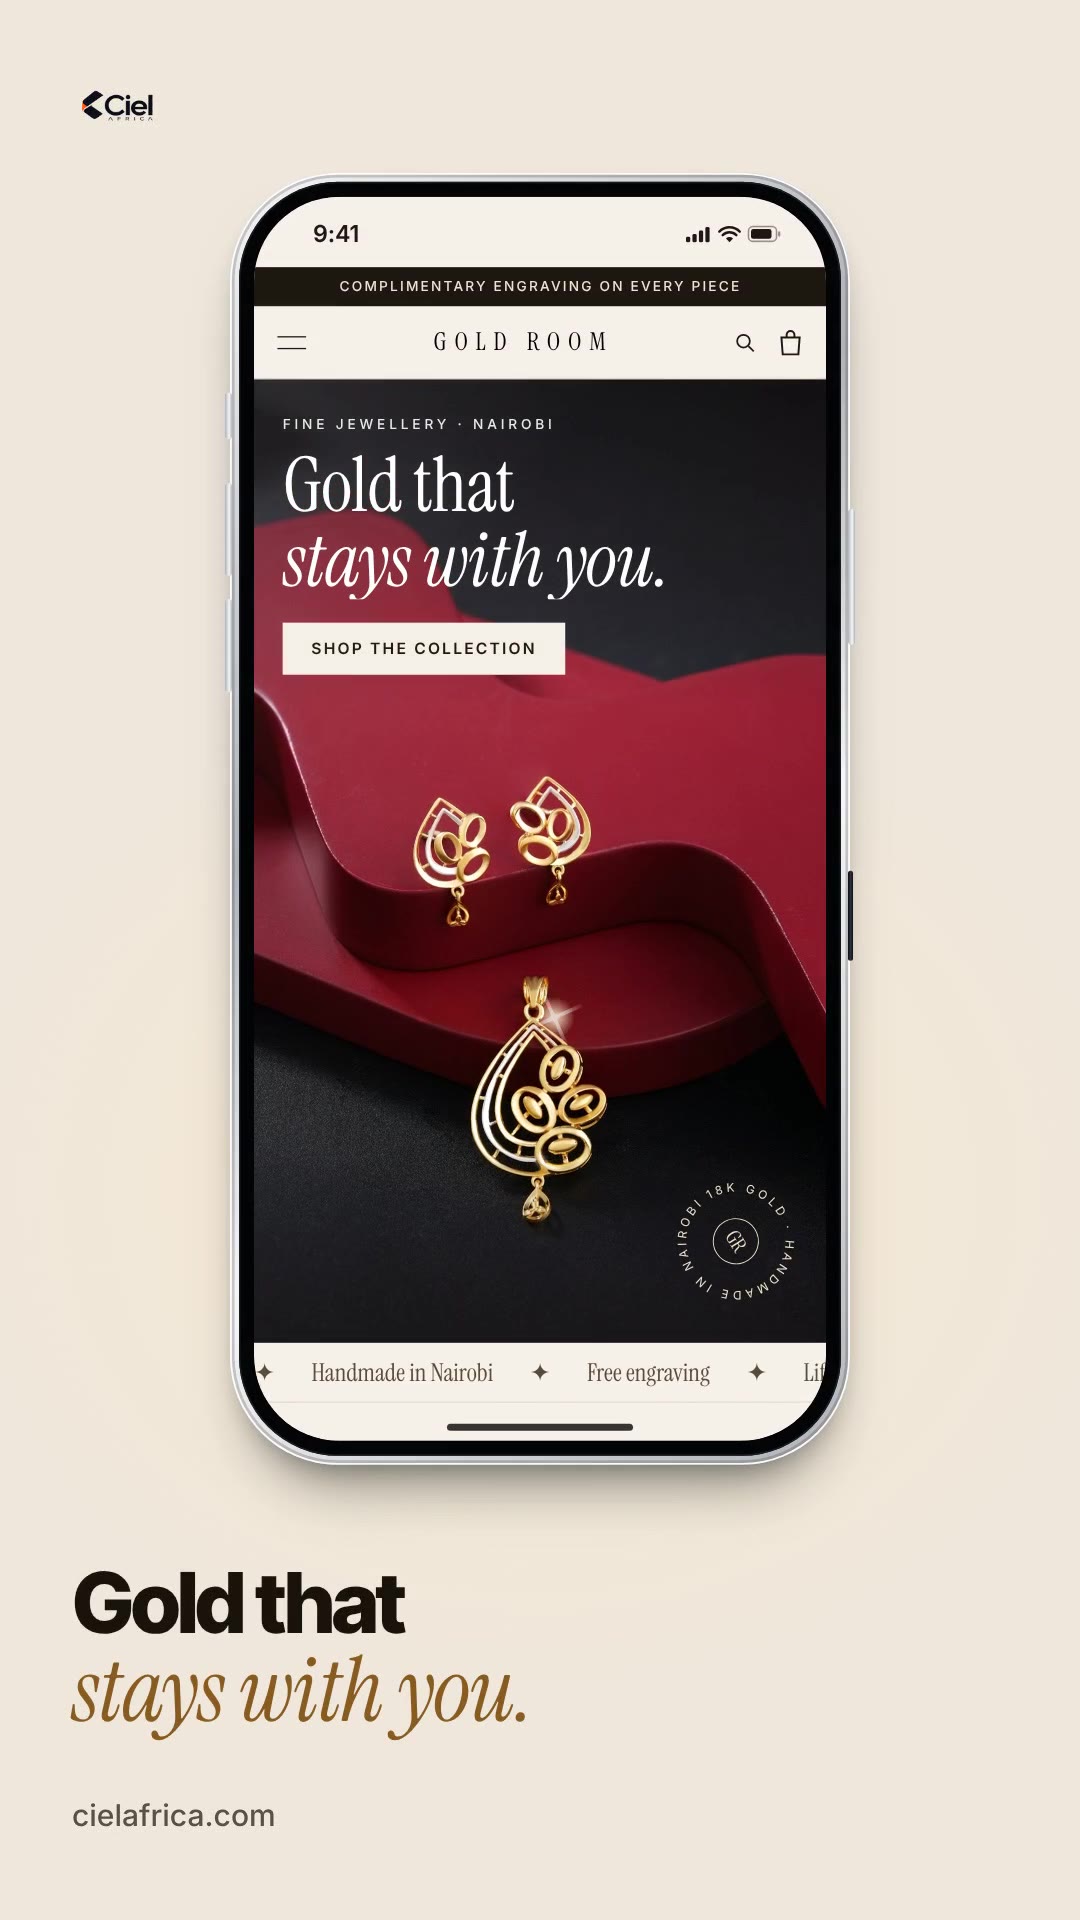 Ciel
AFRICA
9:41
COMPLIMENTARY ENGRAVING ON EVERY PIECE
GOLD ROOM
FINE JEWELLERY · NAIROBI
Gold that
stays with you.
SHOP THE COLLECTION
18K GOLD · HANDMADE IN NAIROBI
GR
✦ Handmade in Nairobi ✦ Free engraving ✦
Gold that
stays with you.
cielafrica.com